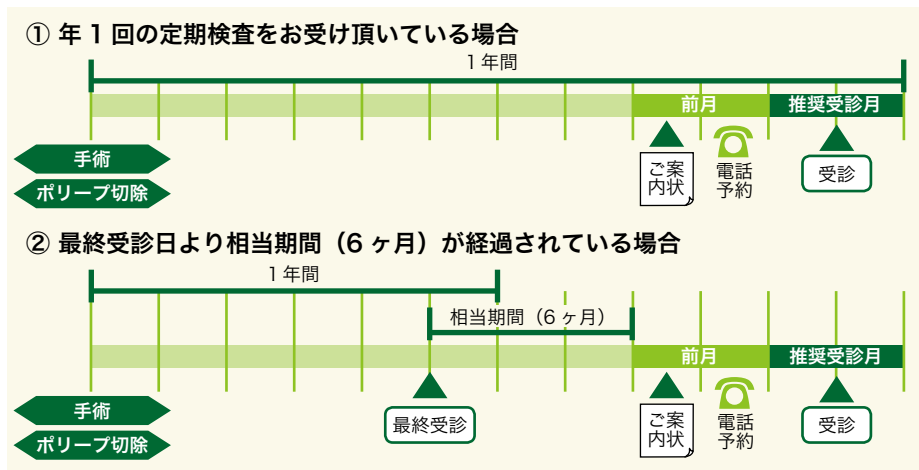 ① 年 1 回の定期検査をお受け頂いている場合
1 年間
前月
推奨受診月
手術
ポリープ切除
ご案
内状
電話
予約
受診
② 最終受診日より相当期間（6 ヶ月）が経過されている場合
1 年間
相当期間（6 ヶ月）
前月
推奨受診月
手術
ポリープ切除
最終受診
ご案
内状
電話
予約
受診